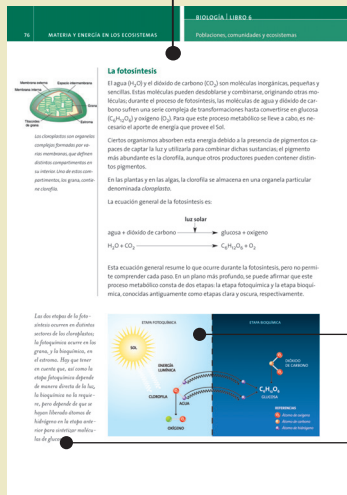 BIOLOGÍA | LIBRO 6
76 MATERIA Y ENERGÍA EN LOS ECOSISTEMAS
Poblaciones, comunidades y ecosistemas
Membrana externa
Espacio intermembrana
Membrana interna
Grana
Tilacoides de grana
Estroma
Los cloroplastos son organelas
complejas formadas por va-
rias membranas, que definen
distintos compartimentos en
su interior. Uno de estos com-
partimentos, los grana, contie-
ne clorofila.
La fotosíntesis
El agua (H₂O) y el dióxido de carbono (CO₂) son moléculas inorgánicas, pequeñas y
sencillas. Estas moléculas pueden desdoblarse y combinarse, originando otras mo-
léculas; durante el proceso de fotosíntesis, las moléculas de agua y dióxido de car-
bono sufren una serie compleja de transformaciones hasta convertirse en glucosa
(C₆H₁₂O₆) y oxígeno (O₂). Para que este proceso metabólico se lleve a cabo, es ne-
cesario el aporte de energía que provee el Sol.
Ciertos organismos absorben esta energía debido a la presencia de pigmentos ca-
paces de captar la luz y utilizarla para combinar dichas sustancias; el pigmento
más abundante es la clorofila, aunque otros productores pueden contener distin-
tos pigmentos.
En las plantas y en las algas, la clorofila se almacena en una organela particular
denominada cloroplasto.
La ecuación general de la fotosíntesis es:
luz solar
agua + dióxido de carbono glucosa + oxígeno
H₂O + CO₂ C₆H₁₂O₆ + O₂
Esta ecuación general resume lo que ocurre durante la fotosíntesis, pero no permi-
te comprender cada paso. En un plano más profundo, se puede afirmar que este
proceso metabólico consta de dos etapas: la etapa fotoquímica y la etapa bioquí-
mica, conocidas antiguamente como etapas clara y oscura, respectivamente.
Las dos etapas de la foto-
síntesis ocurren en distintos
sectores de los cloroplastos:
la fotoquímica ocurre en los
grana, y la bioquímica, en
el estroma. Hay que tener
en cuenta que, así como la
etapa fotoquímica depende
de manera directa de la luz,
la bioquímica no la requie-
re, pero depende de que se
hayan liberado átomos de
hidrógeno en la etapa ante-
rior para sintetizar molécu-
las de glucosa
ETAPA FOTOQUÍMICA
ETAPA BIOQUÍMICA
SOL
ENERGÍA
LUMÍNICA
CLOROFILA
AGUA
OXÍGENO
DIÓXIDO
DE CARBONO
C₆H₁₂O₆
GLUCOSA
REFERENCIAS
Átomo de oxígeno
Átomo de carbono
Átomo de hidrógeno